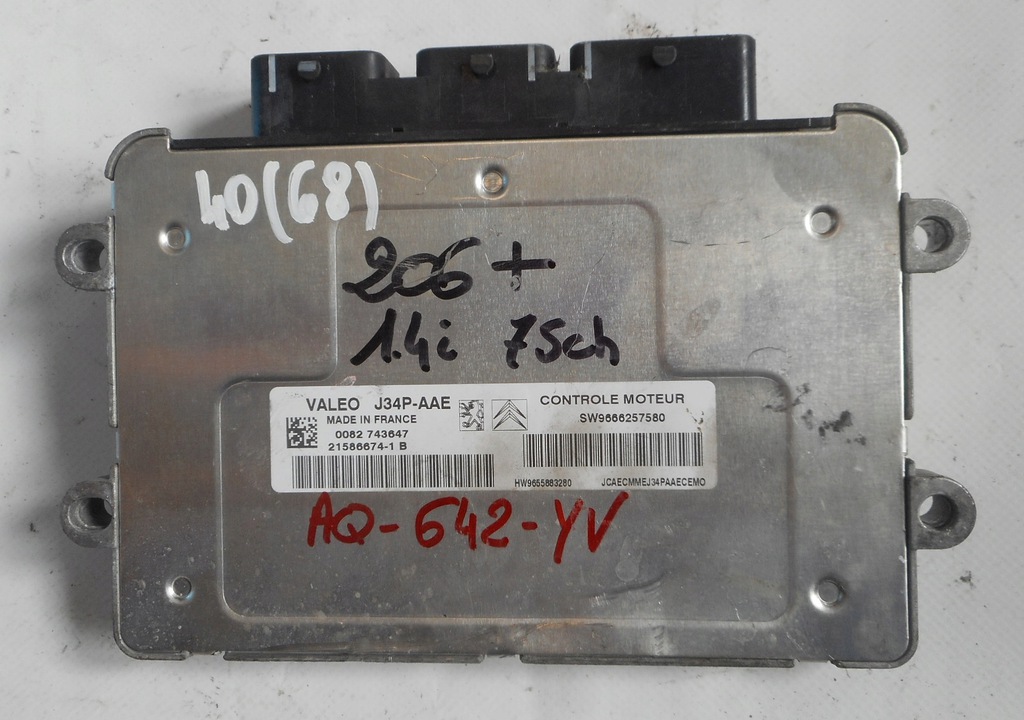 40(68)
206+
1.4i 75ch
VALEO J34P-AAE
MADE IN FRANCE
0082 743647
21586674-1 B
CONTROLE MOTEUR
SW9666257580
HW9655883280 JCAECMMEJ34PAAECEMO
AQ-642-YV